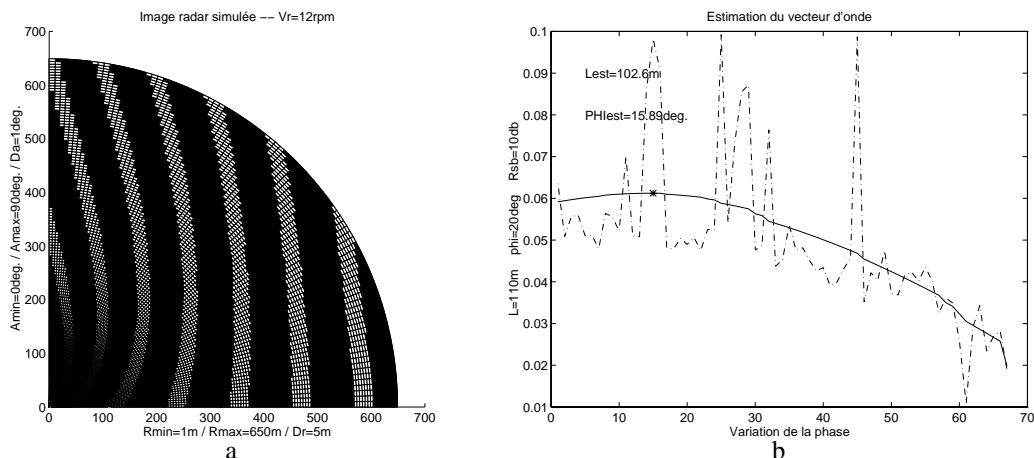 Image radar simulée −− Vr=12rpm
700
600
500
400
300
200
100
0
Amin=0deg. / Amax=90deg. / Da=1deg.
0 100 200 300 400 500 600 700
Rmin=1m / Rmax=650m / Dr=5m
a
Estimation du vecteur d'onde
0.1
0.09
0.08
0.07
0.06
0.05
0.04
0.03
0.02
0.01
L=110m phi=20deg Rsb=10db
Lest=102.6m
PHIest=15.89deg.
0 10 20 30 40 50 60 70
Variation de la phase
b